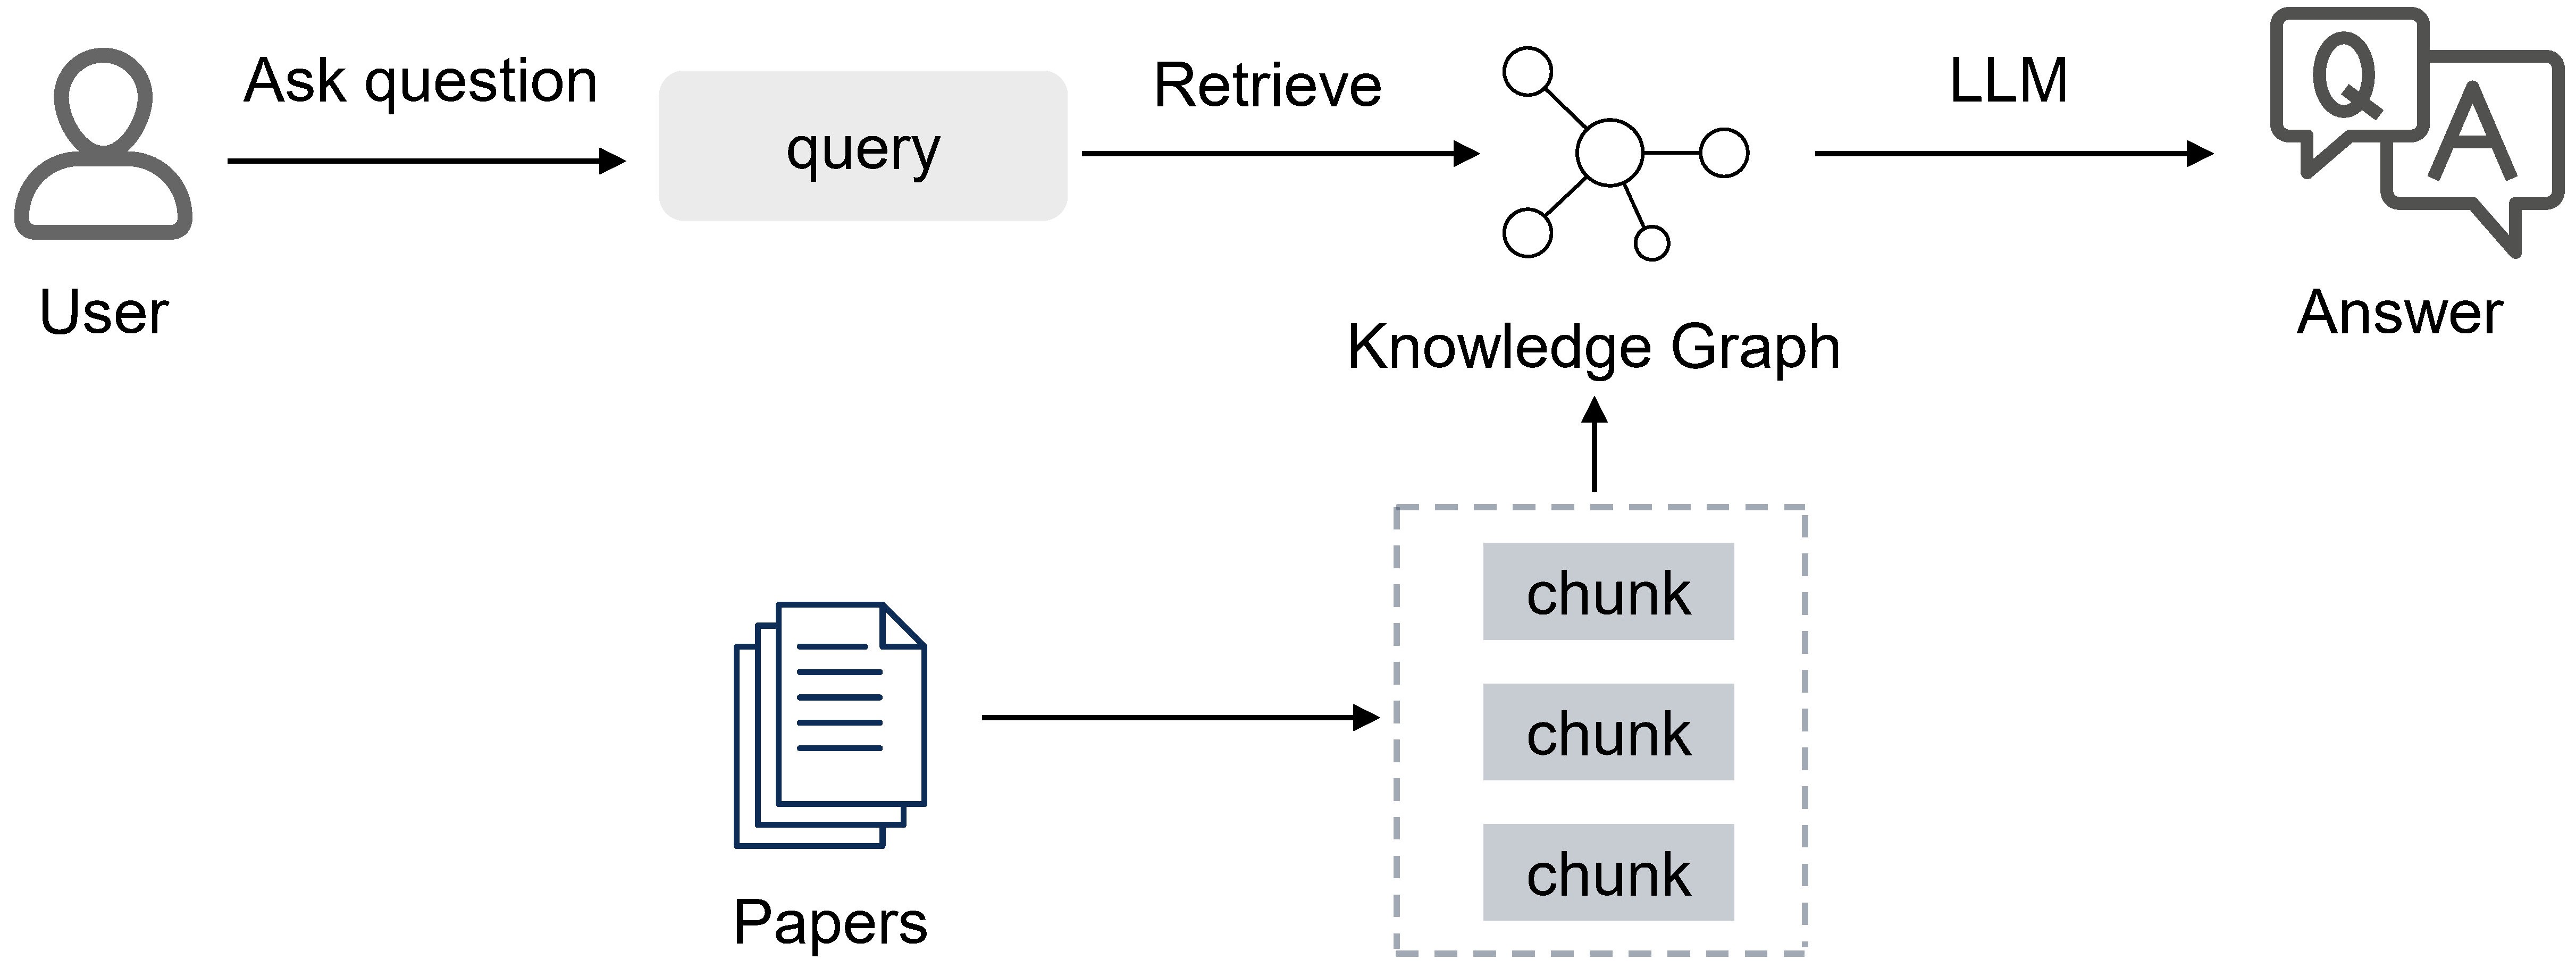 Ask question
query
Retrieve
LLM
Q
A
User
Knowledge Graph
Answer
chunk
chunk
chunk
Papers